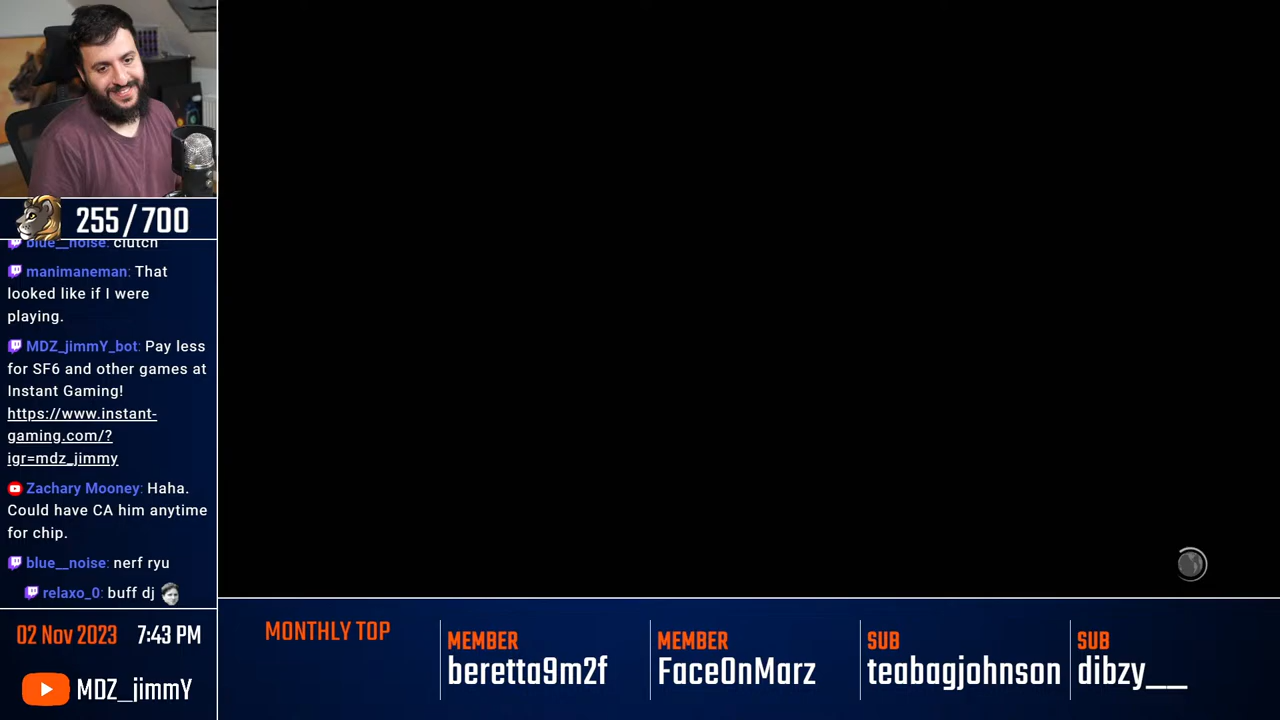 255/700
blue__noise: clutch
manimaneman: That
looked like if I were
playing.
MDZ_jimmY_bot: Pay less
for SF6 and other games at
Instant Gaming!
https://www.instant-
gaming.com/?
igr=mdz_jimmy
Zachary Mooney: Haha.
Could have CA him anytime
for chip.
blue__noise: nerf ryu
relaxo_0: buff dj
02 Nov 2023 7:43 PM
MDZ_jimmY
MONTHLY TOP
MEMBER
beretta9m2f
MEMBER
FaceOnMarz
SUB
teabagjohnson
SUB
dibzy__